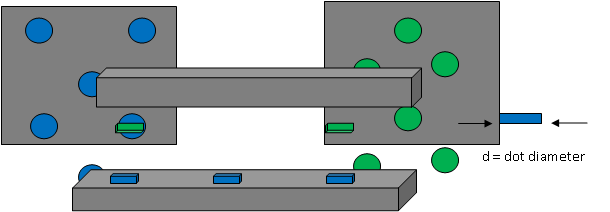 d = dot diameter